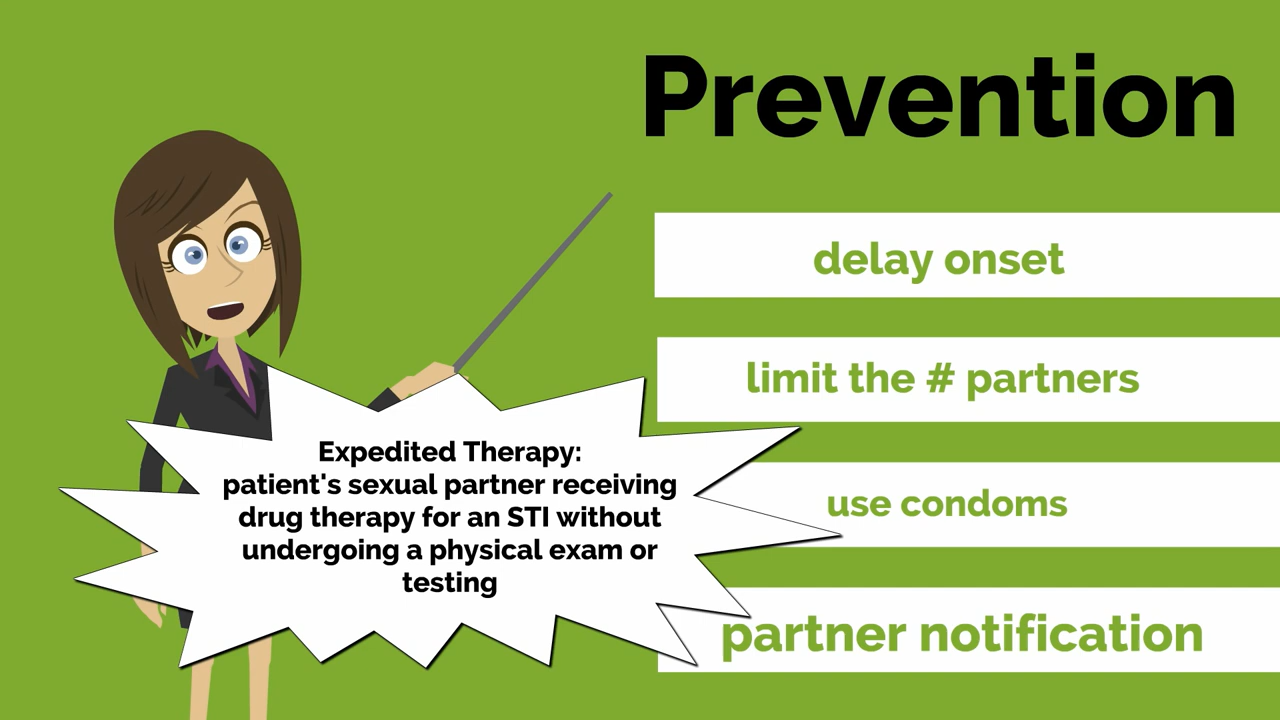 Prevention
delay onset
limit the # partners
use condoms
partner notification
Expedited Therapy:
patient's sexual partner receiving
drug therapy for an STI without
undergoing a physical exam or
testing